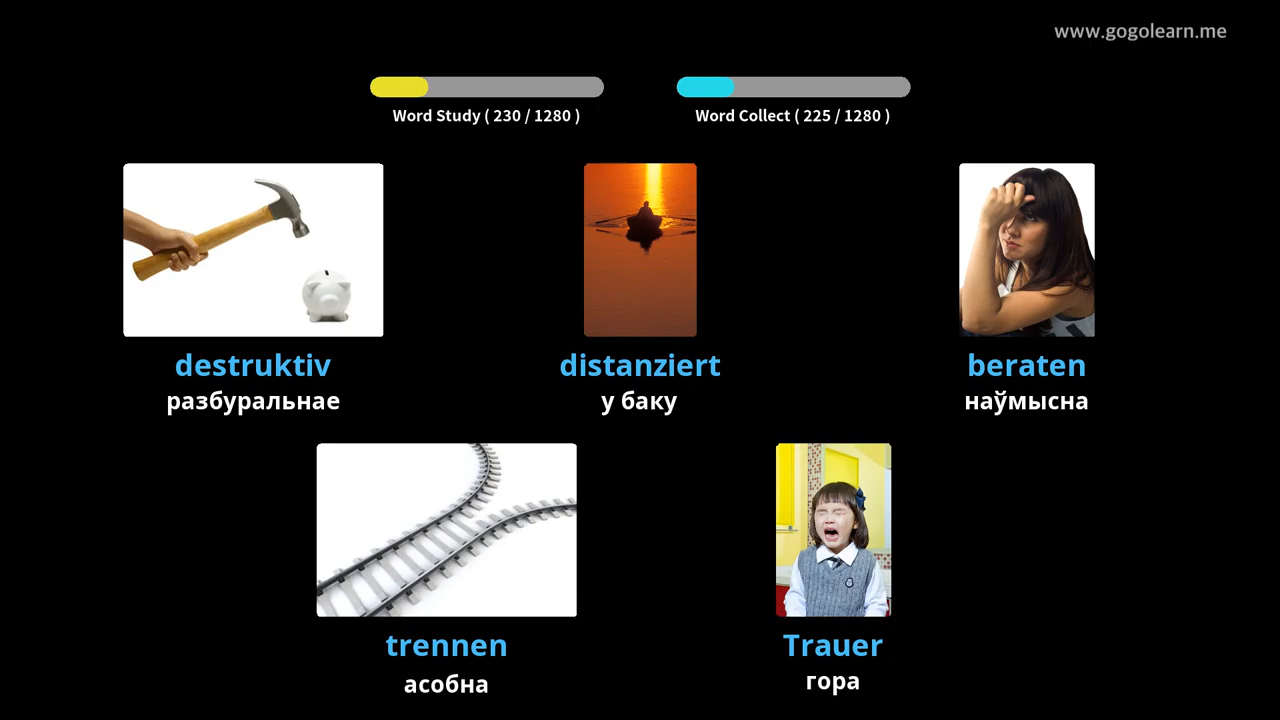 www.gogolearn.me
Word Study ( 230 / 1280 )
Word Collect ( 225 / 1280 )
destruktiv
разбуральнае
distanziert
у баку
beraten
наўмысна
trennen
асобна
Trauer
гора